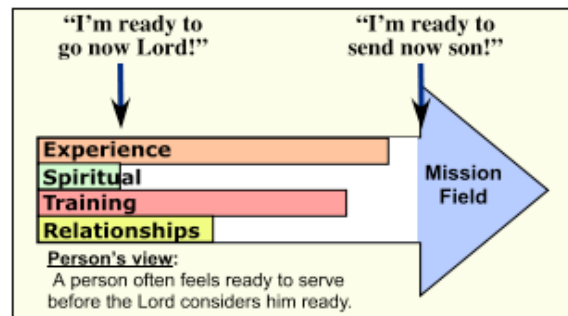 “I’m ready to
go now Lord!”
“I’m ready to
send now son!”
Experience
Spiritual
Training
Relationships
Mission
Field
Person's view:
A person often feels ready to serve
before the Lord considers him ready.